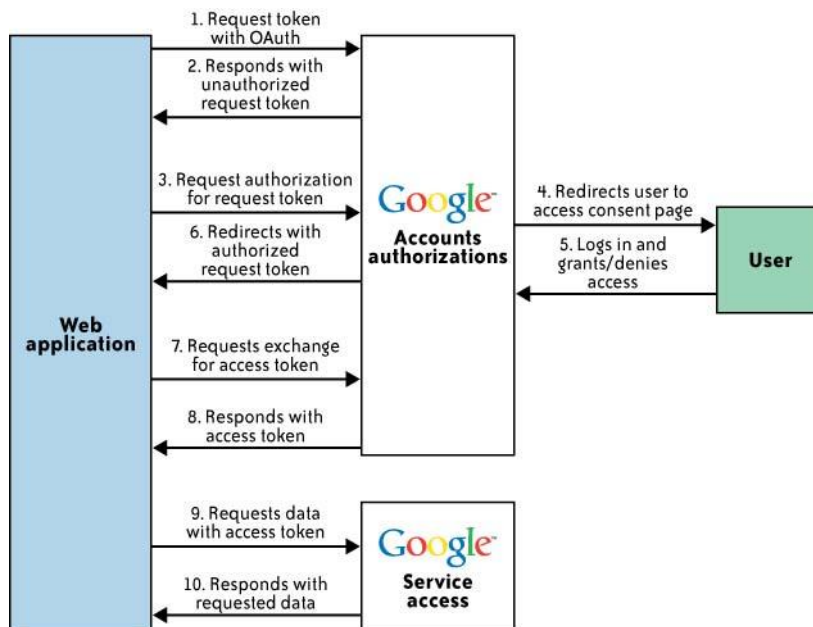 1. Request token
with OAuth
2. Responds with
unauthorized
request token
3. Request authorization
for request token
6. Redirects with
authorized
request token
7. Requests exchange
for access token
8. Responds with
access token
9. Requests data
with access token
10. Responds with
requested data
Web
application
Google™
Accounts
authorizations
4. Redirects user to
access consent page
5. Logs in and
grants/denies
access
User
Google™
Service
access